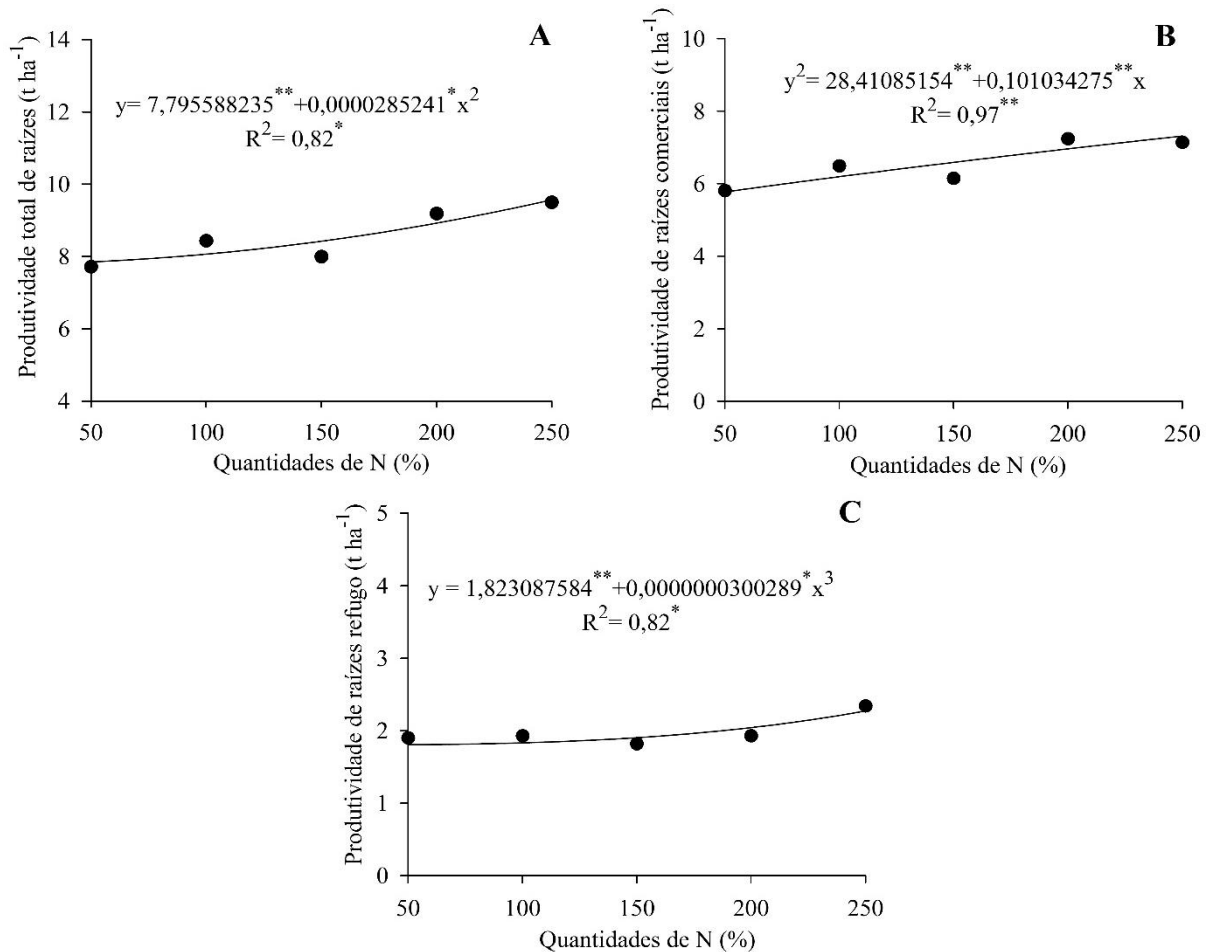 A
Produtividade total de raízes (t ha⁻¹)
14
12
10
8
6
4
y= 7,795588235**+0,0000285241*x²
R²= 0,82*
50 100 150 200 250
Quantidades de N (%)
B
Produtividade de raízes comerciais (t ha⁻¹)
10
8
6
4
2
0
y²= 28,41085154**+0,101034275**x
R²= 0,97**
50 100 150 200 250
Quantidades de N (%)
C
Produtividade de raízes refugo (t ha⁻¹)
5
4
3
2
1
0
y = 1,823087584**+0,0000000300289*x³
R²= 0,82*
50 100 150 200 250
Quantidades de N (%)